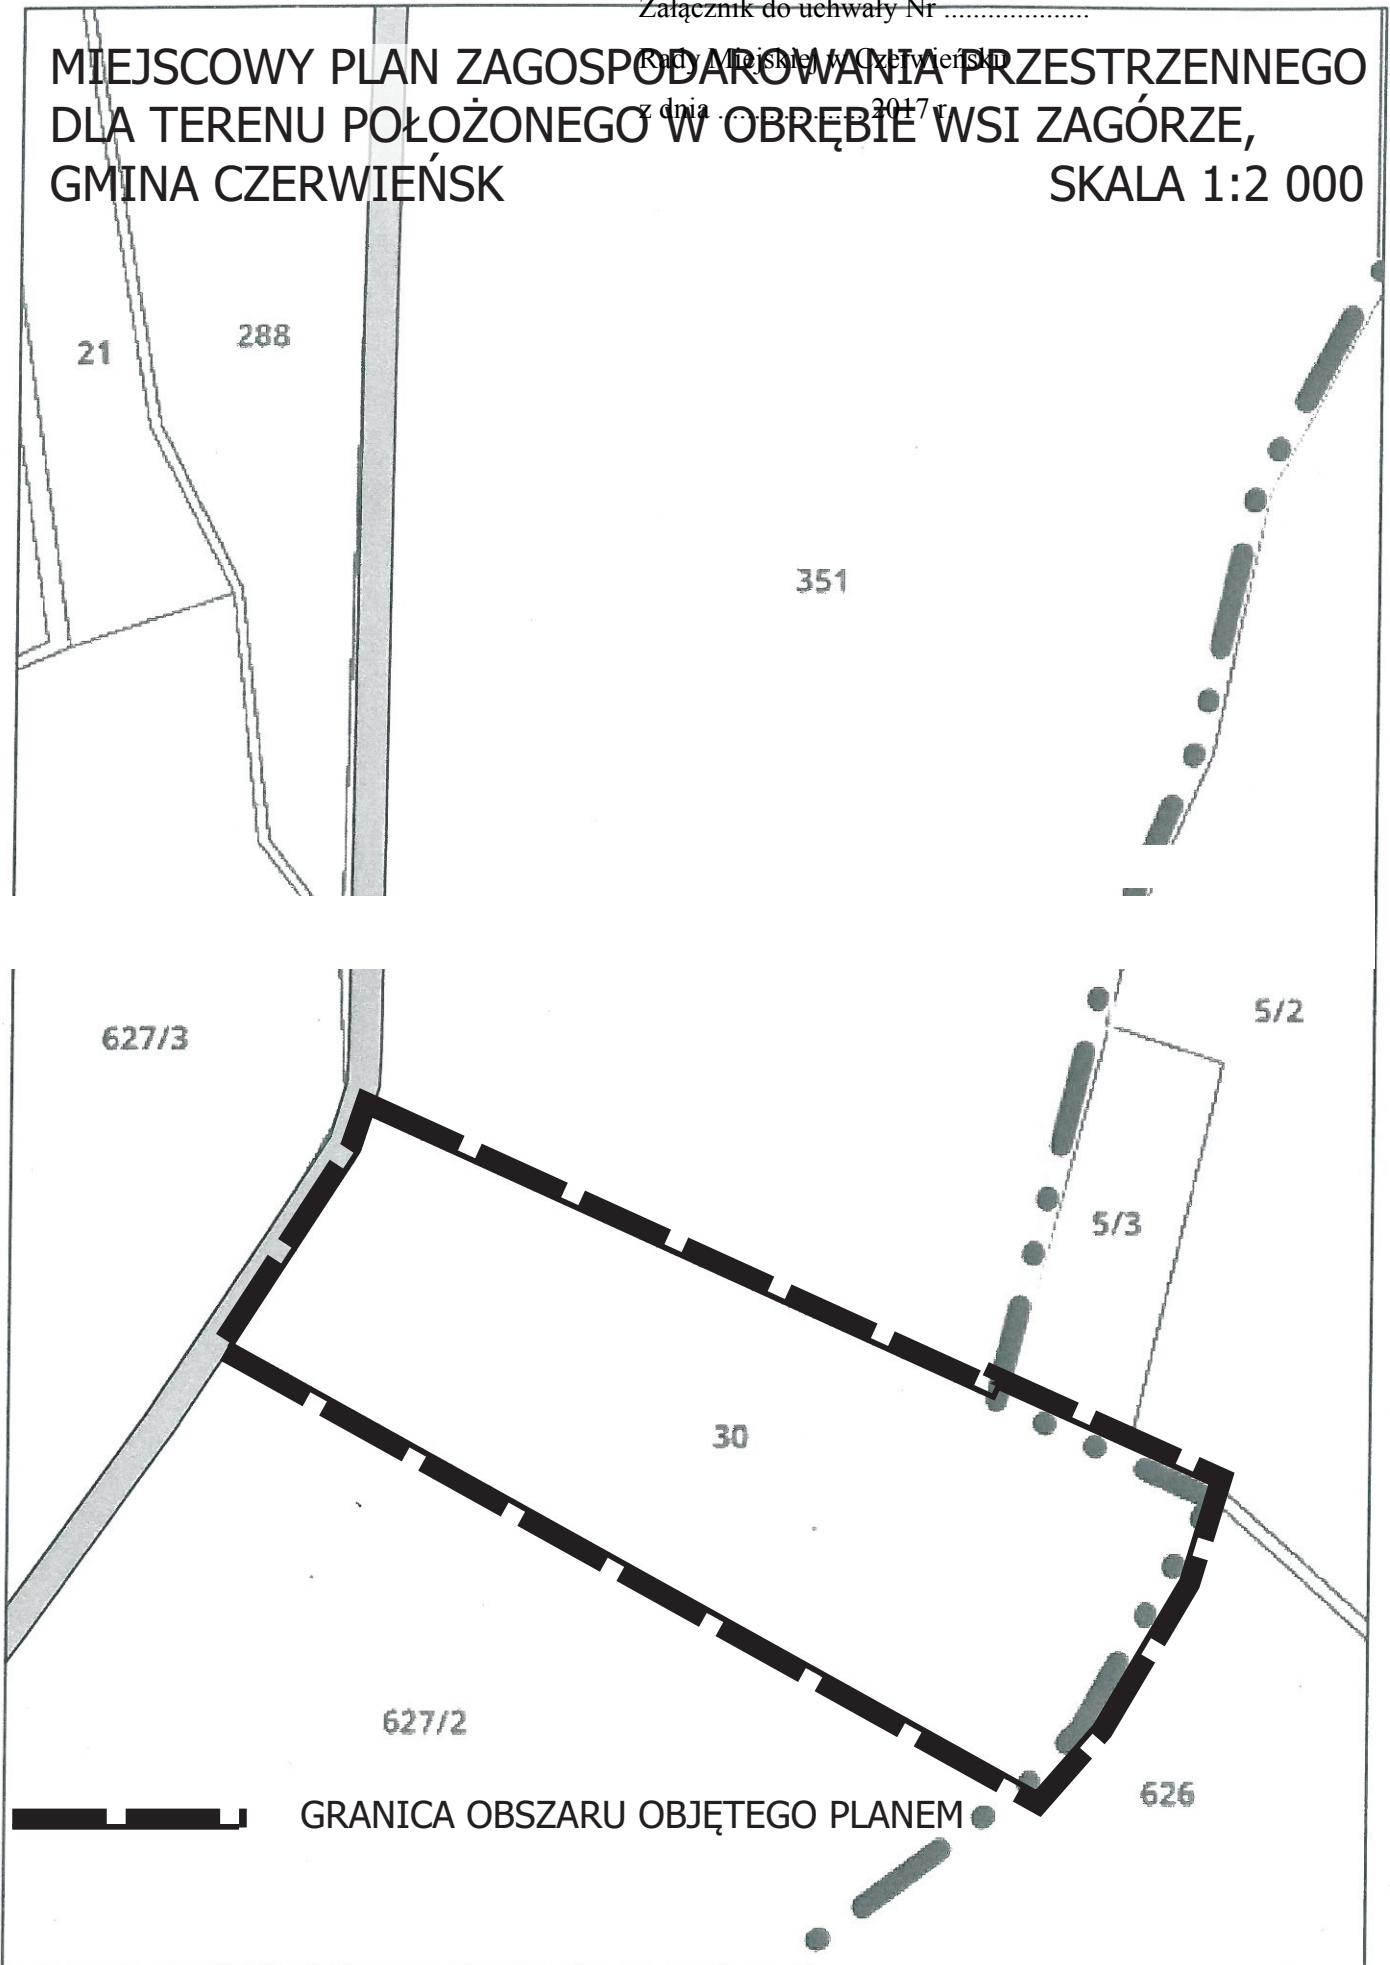 Załącznik do uchwały Nr ....................
Rady Miejskiej w Czerwieńsku
z dnia .................... 2017 r.
MIEJSCOWY PLAN ZAGOSPODAROWANIA PRZESTRZENNEGO
DLA TERENU POŁOŻONEGO W OBRĘBIE WSI ZAGÓRZE,
GMINA CZERWIEŃSK SKALA 1:2 000
288
21
351
5/2
627/3
5/3
30
627/2
626
GRANICA OBSZARU OBJĘTEGO PLANEM